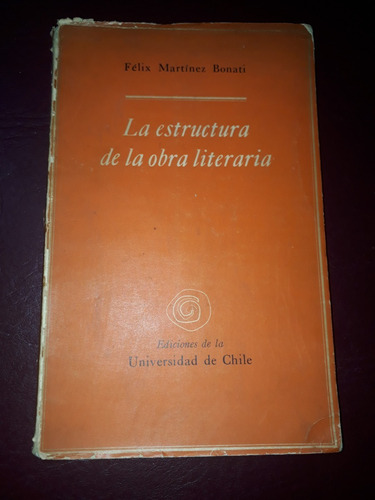 Félix Martínez Bonati
La estructura
de la obra literaria
Ediciones de la
Universidad de Chile